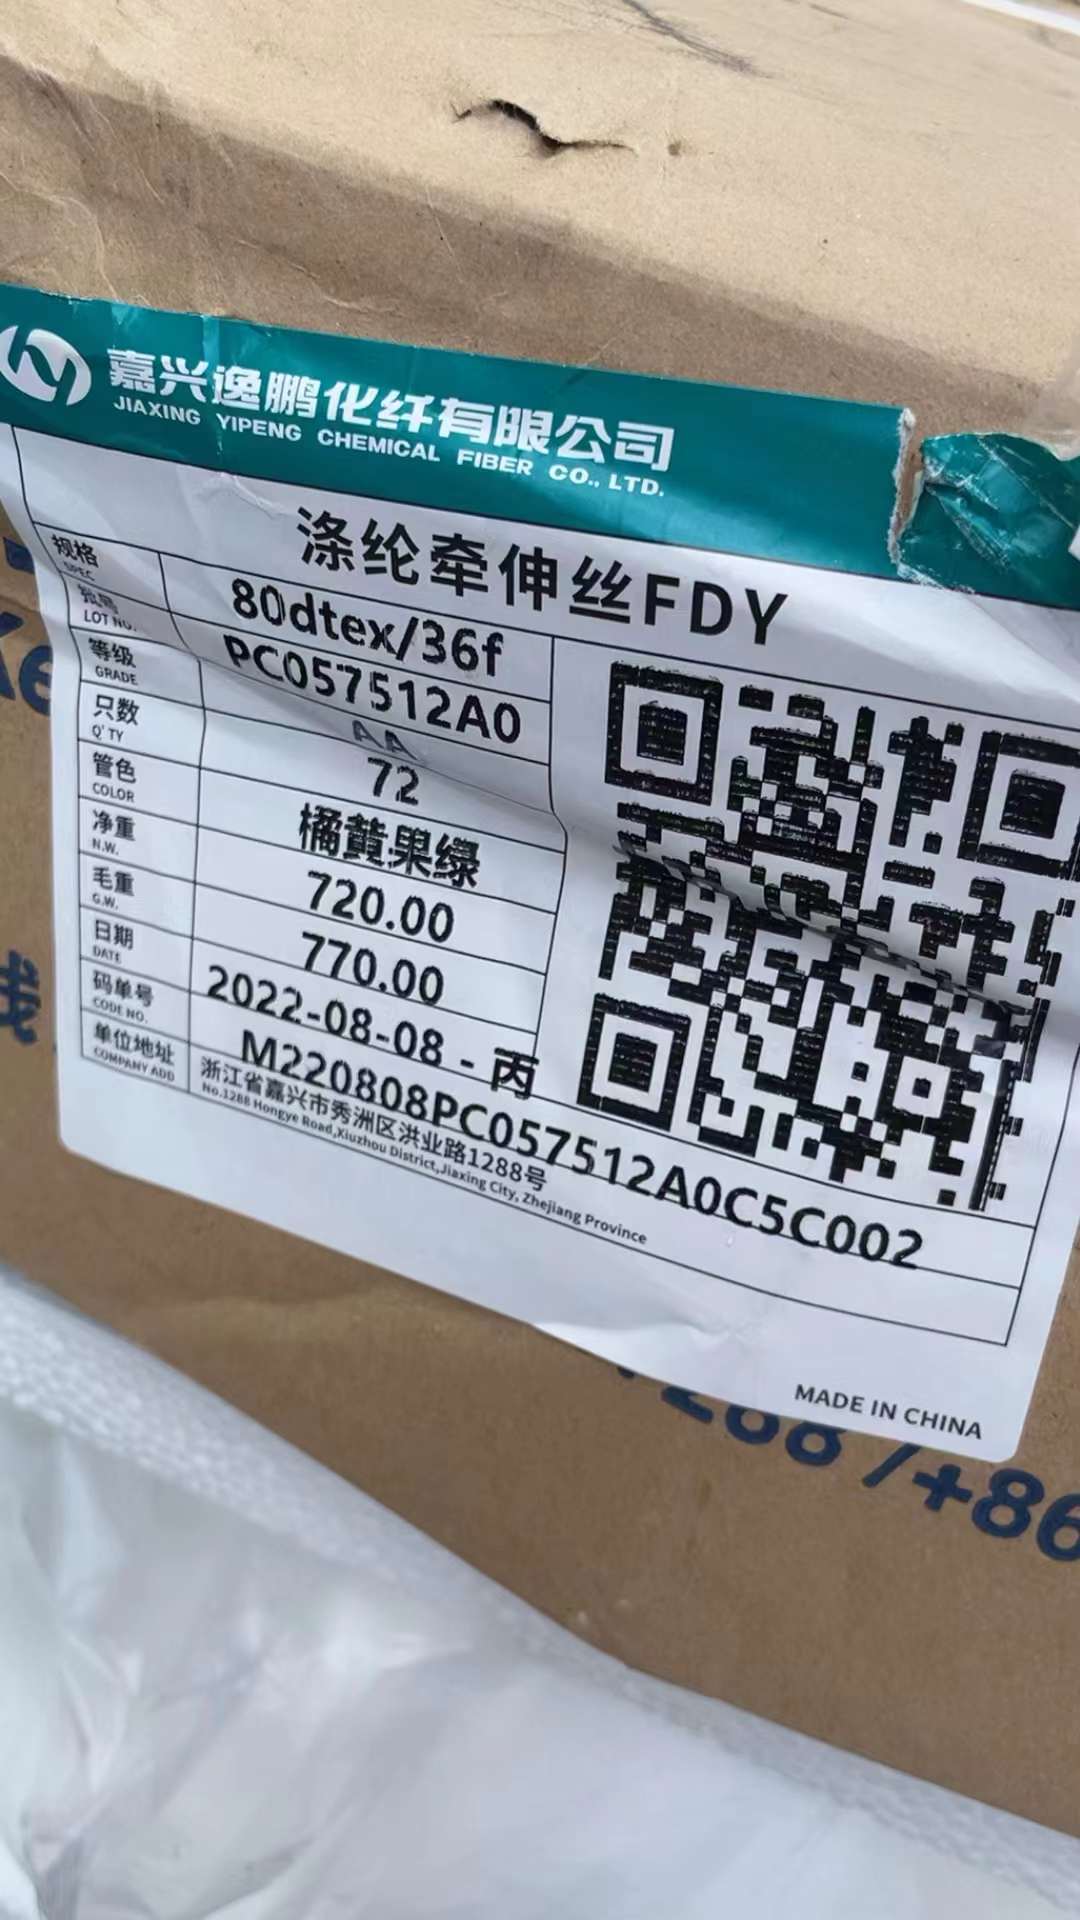 嘉兴逸鹏化纤有限公司
JIAXING YIPENG CHEMICAL FIBER CO., LTD.
涤纶牵伸丝FDY
规格 80dtex/36f
SPEC
批号 PC057512A0
LOT NO.
等级 AA
GRADE
只数 72
Q'TY
管色 橘黄.果绿
COLOR
净重 720.00
N.W.
毛重 770.00
G.W.
日期 2022-08-08 - 丙
DATE
码单号 M220808PC057512A0C5C002
CODE NO.
单位地址 浙江省嘉兴市秀洲区洪业路1288号
COMPANY ADD No.1288 Hongye Road,Xiuzhou District,Jiaxing City, Zhejiang Province
MADE IN CHINA
/+86